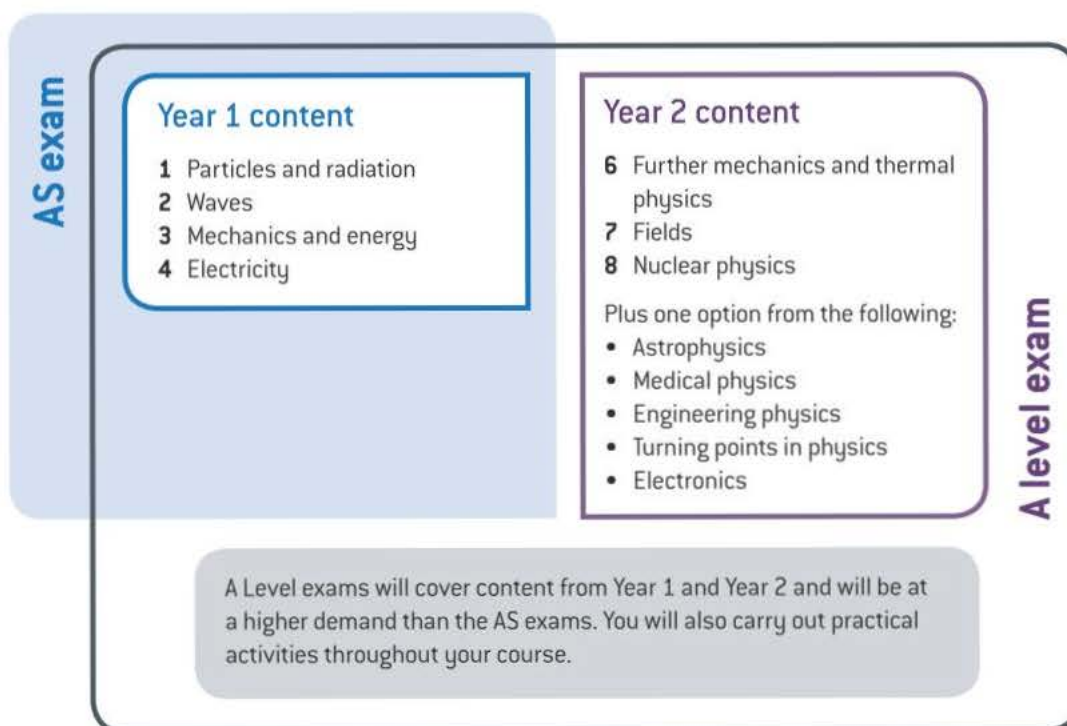 AS exam
Year 1 content
1 Particles and radiation
2 Waves
3 Mechanics and energy
4 Electricity
Year 2 content
6 Further mechanics and thermal
physics
7 Fields
8 Nuclear physics
Plus one option from the following:
• Astrophysics
• Medical physics
• Engineering physics
• Turning points in physics
• Electronics
A level exam
A Level exams will cover content from Year 1 and Year 2 and will be at
a higher demand than the AS exams. You will also carry out practical
activities throughout your course.